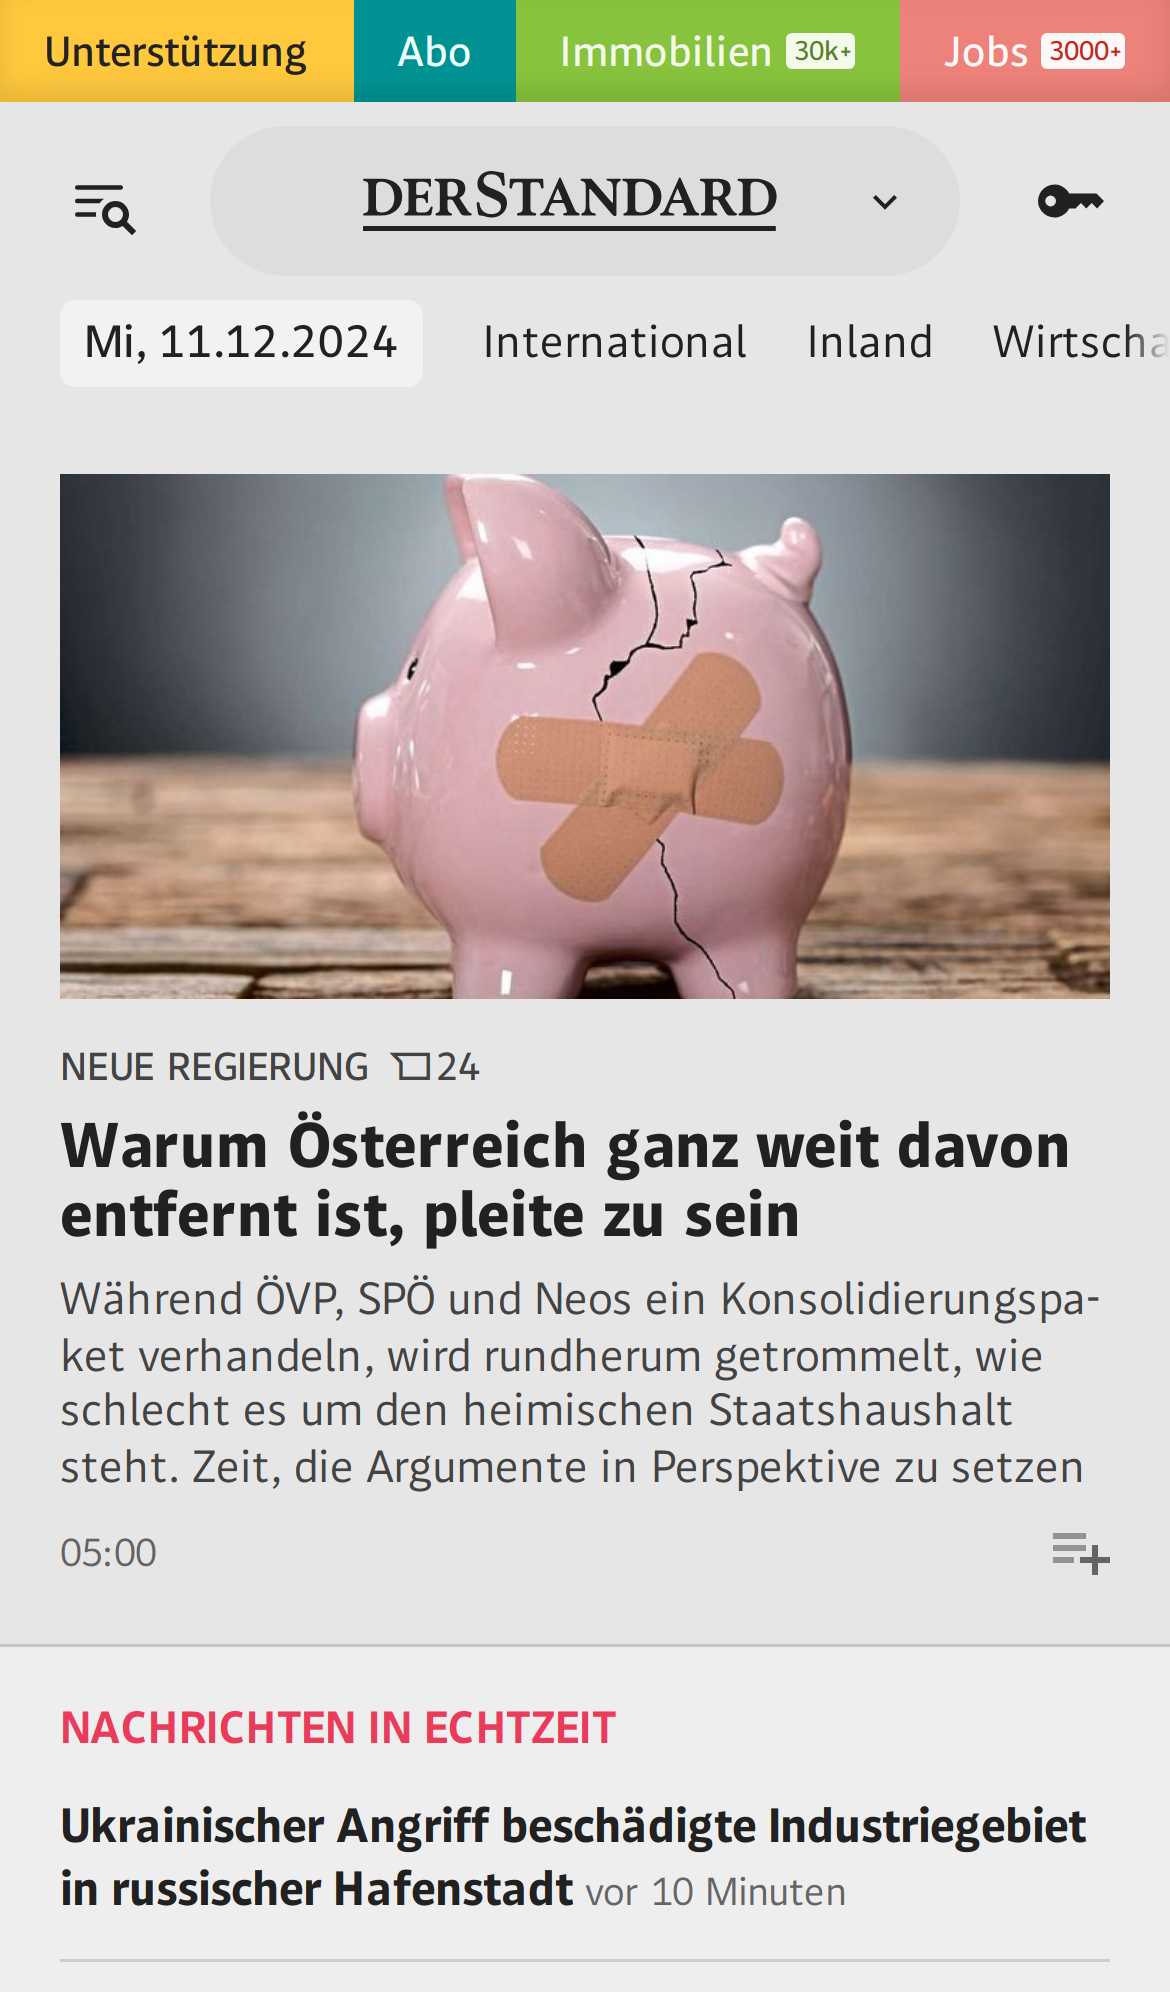 Unterstützung Abo Immobilien 30k+ Jobs 3000+
DERSTANDARD
Mi, 11.12.2024 International Inland Wirtscha
NEUE REGIERUNG 24
Warum Österreich ganz weit davon
entfernt ist, pleite zu sein
Während ÖVP, SPÖ und Neos ein Konsolidierungspa-
ket verhandeln, wird rundherum getrommelt, wie
schlecht es um den heimischen Staatshaushalt
steht. Zeit, die Argumente in Perspektive zu setzen
05:00
NACHRICHTEN IN ECHTZEIT
Ukrainischer Angriff beschädigte Industriegebiet
in russischer Hafenstadt vor 10 Minuten